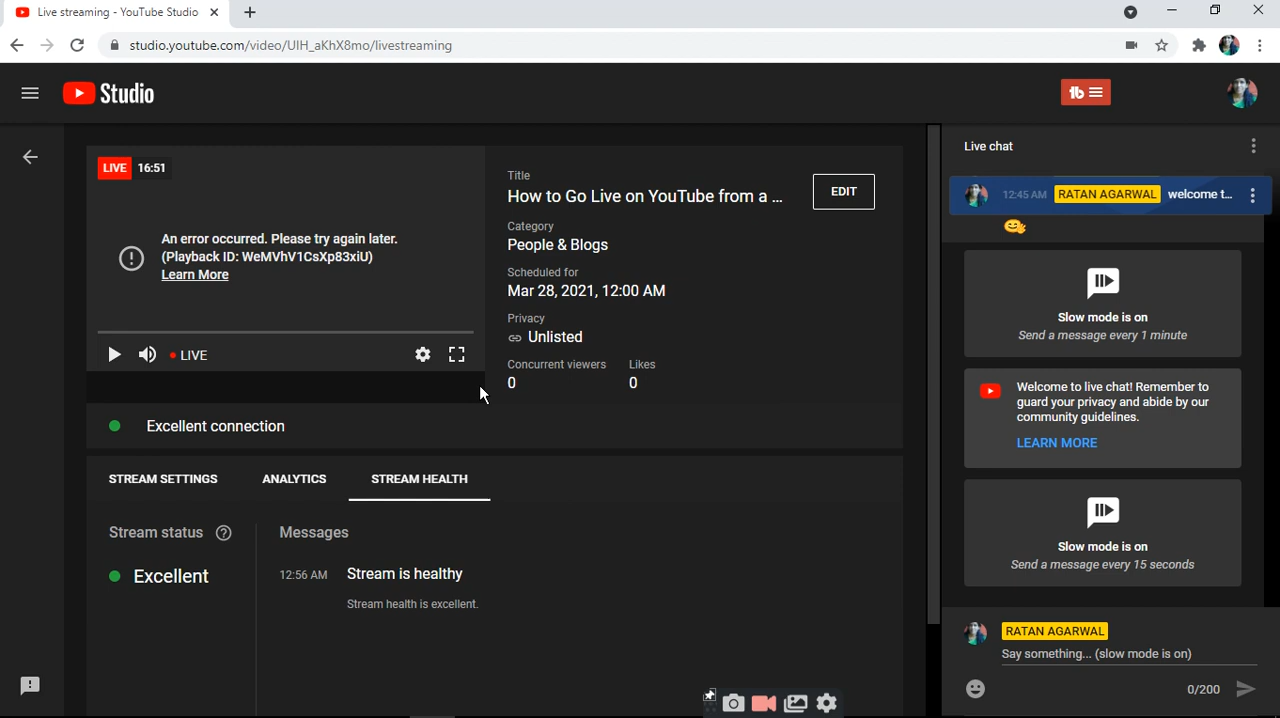 Live streaming - YouTube Studio
studio.youtube.com/video/UIH_aKhX8mo/livestreaming
Studio
LIVE 16:51
An error occurred. Please try again later.
(Playback ID: WeMVhV1CsXp83xiU)
Learn More
LIVE
Title
How to Go Live on YouTube from a ...
EDIT
Category
People & Blogs
Scheduled for
Mar 28, 2021, 12:00 AM
Privacy
Unlisted
Concurrent viewers Likes
0 0
Excellent connection
STREAM SETTINGS ANALYTICS STREAM HEALTH
Stream status Messages
Excellent
12:56 AM Stream is healthy
Stream health is excellent.
Live chat
12:45 AM RATAN AGARWAL welcome t...
Slow mode is on
Send a message every 1 minute
Welcome to live chat! Remember to
guard your privacy and abide by our
community guidelines.
LEARN MORE
Slow mode is on
Send a message every 15 seconds
RATAN AGARWAL
Say something... (slow mode is on)
0/200